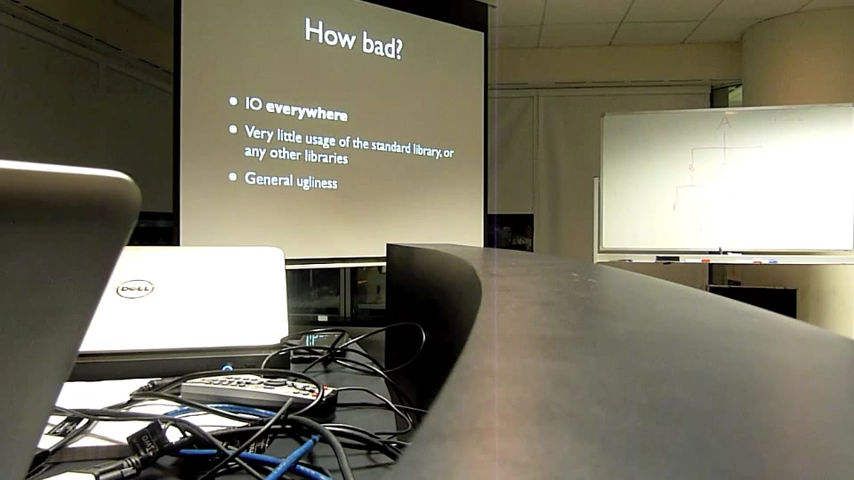 How bad?
• IO everywhere
• Very little usage of the standard library, or
any other libraries
• General ugliness
DELL
A